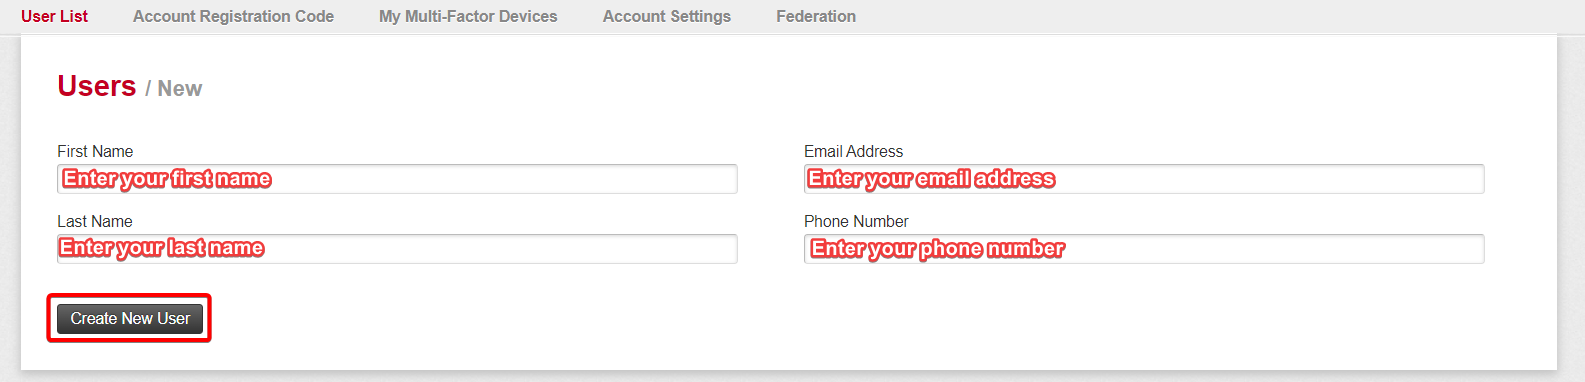 User List Account Registration Code My Multi-Factor Devices Account Settings Federation
Users / New
First Name
Enter your first name
Email Address
Enter your email address
Last Name
Enter your last name
Phone Number
Enter your phone number
Create New User